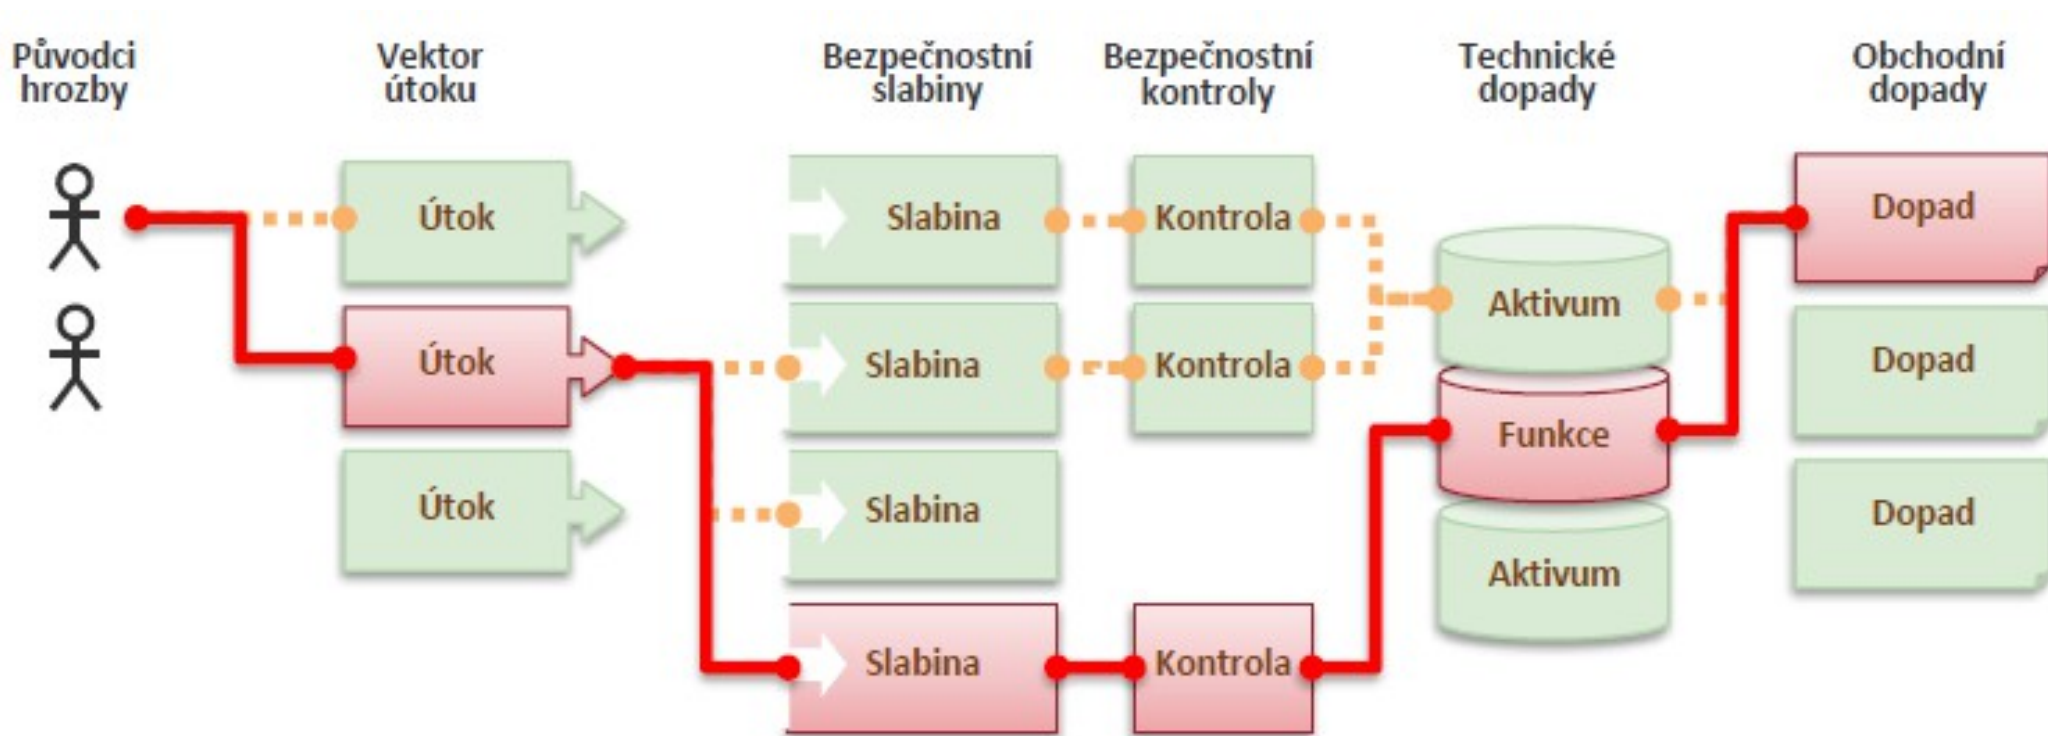 Původci
hrozby
Vektor
útoku
Bezpečnostní
slabiny
Bezpečnostní
kontroly
Technické
dopady
Obchodní
dopady
Útok
Útok
Útok
Slabina
Slabina
Slabina
Slabina
Kontrola
Kontrola
Kontrola
Aktivum
Funkce
Aktivum
Dopad
Dopad
Dopad